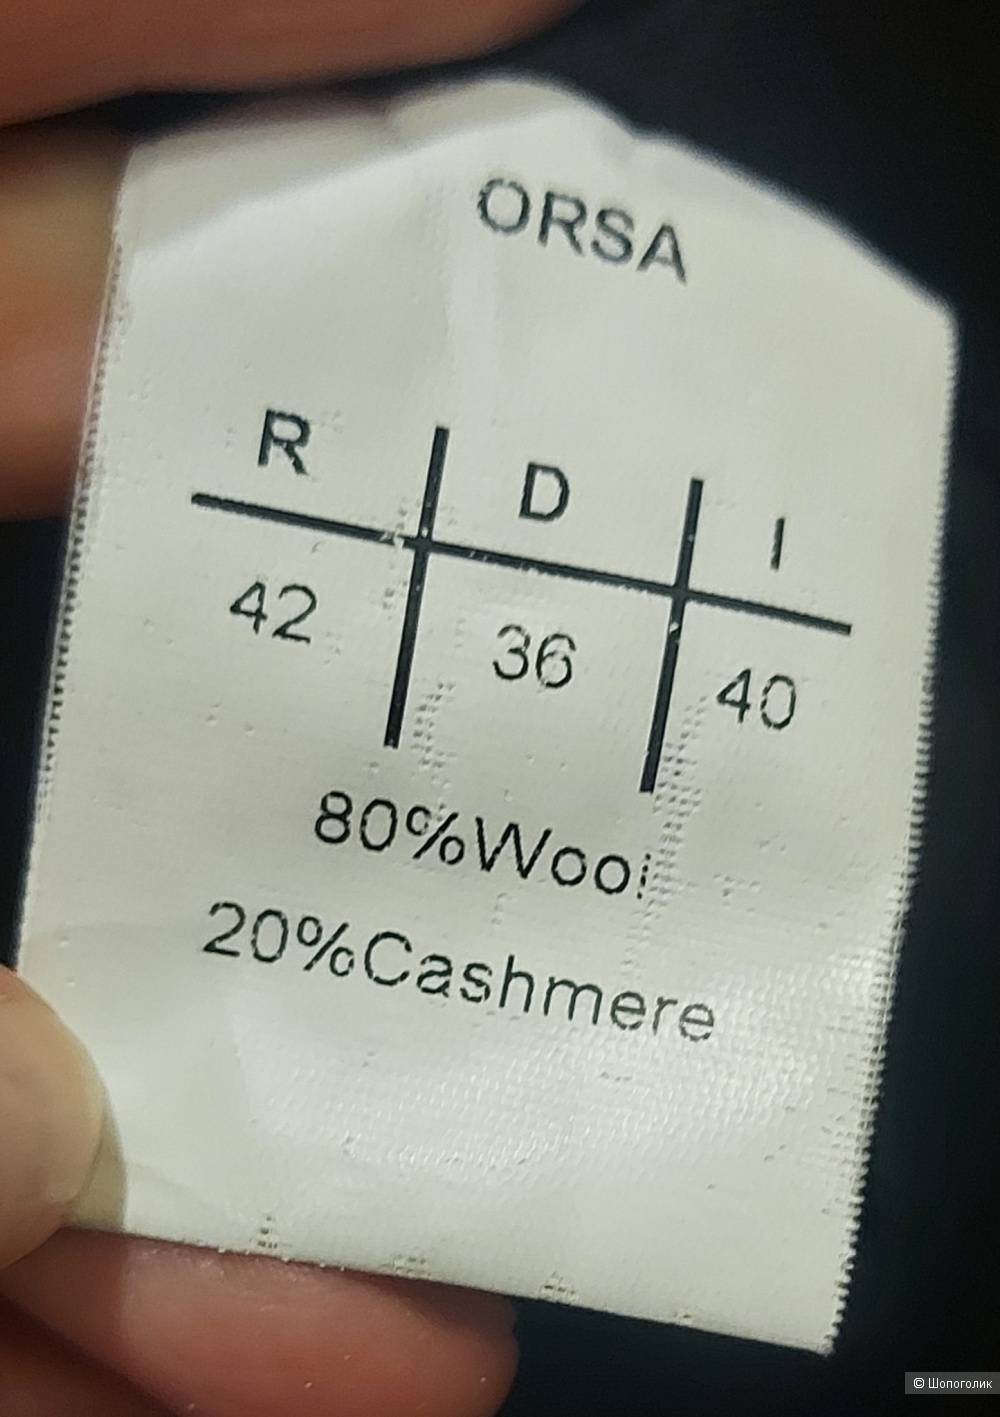 ORSA
R D I
42 36 40
80%Wool
20%Cashmere
© Шопоголик